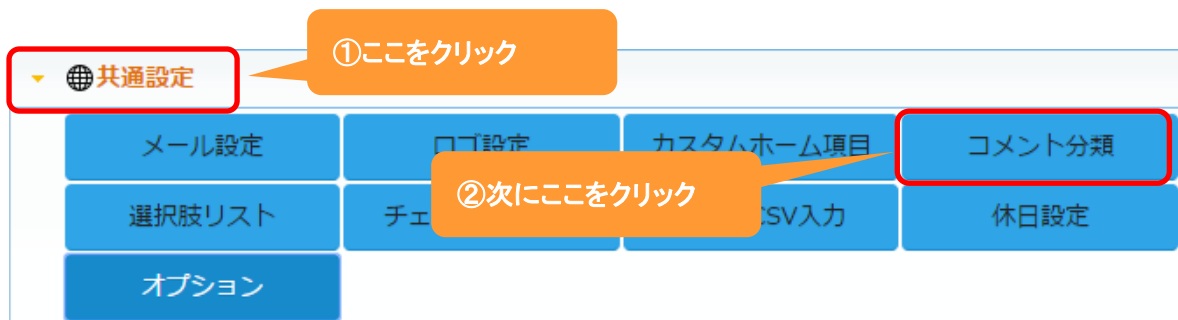 ①ここをクリック
共通設定
メール設定
ロゴ設定
カスタムホーム項目
コメント分類
②次にここをクリック
選択肢リスト
チェ
CSV入力
休日設定
オプション